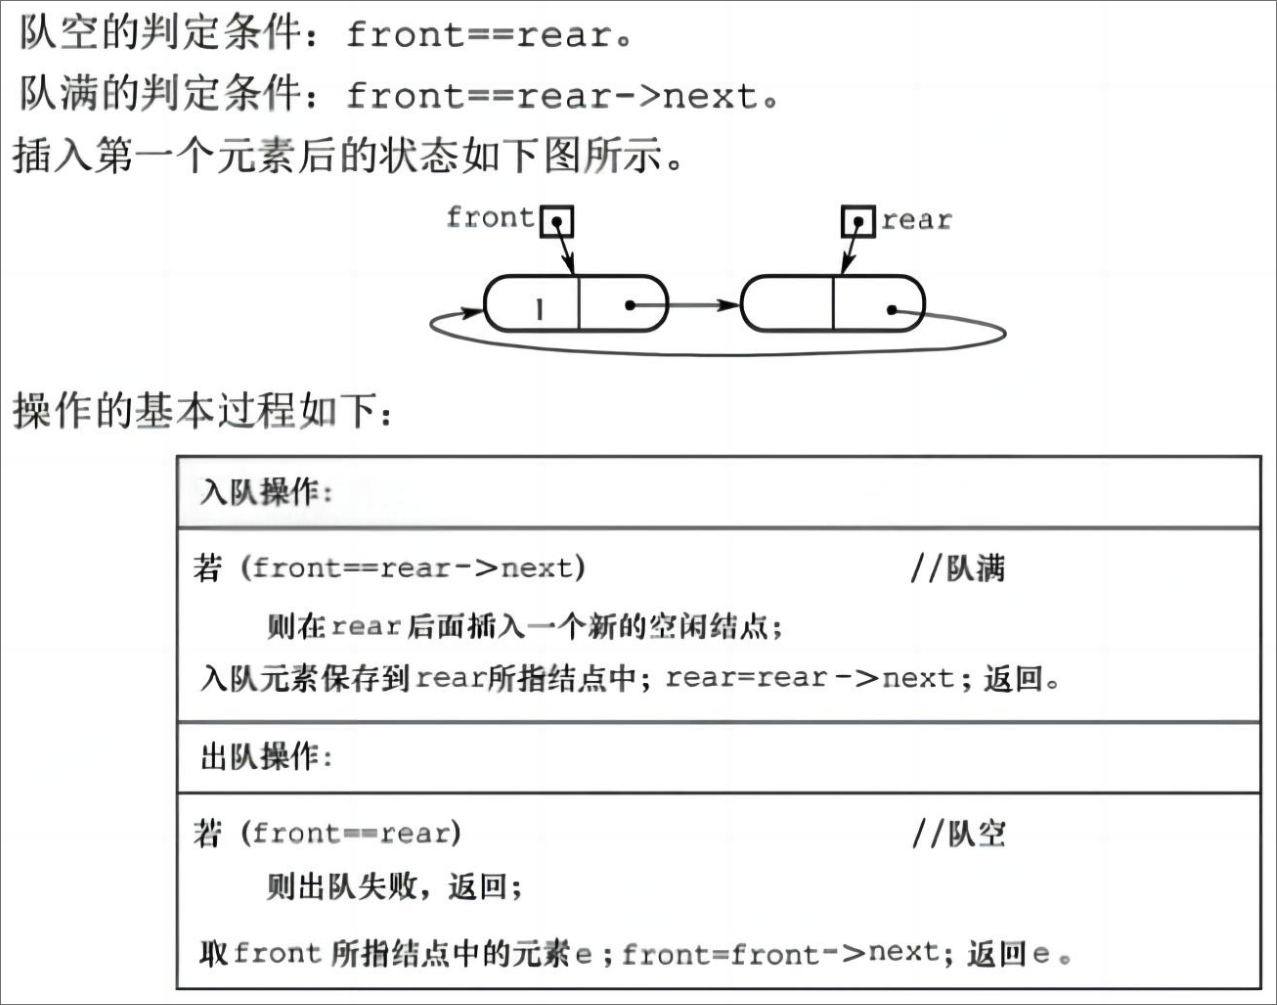 队空的判定条件：front==rear。
队满的判定条件：front==rear->next。
插入第一个元素后的状态如下图所示。
front
rear
1
操作的基本过程如下：
入队操作：
若（front==rear->next） //队满
则在rear后面插入一个新的空闲结点；
入队元素保存到rear所指结点中；rear=rear->next；返回。
出队操作：
若（front==rear） //队空
则出队失败，返回；
取front所指结点中的元素e；front=front->next；返回e。